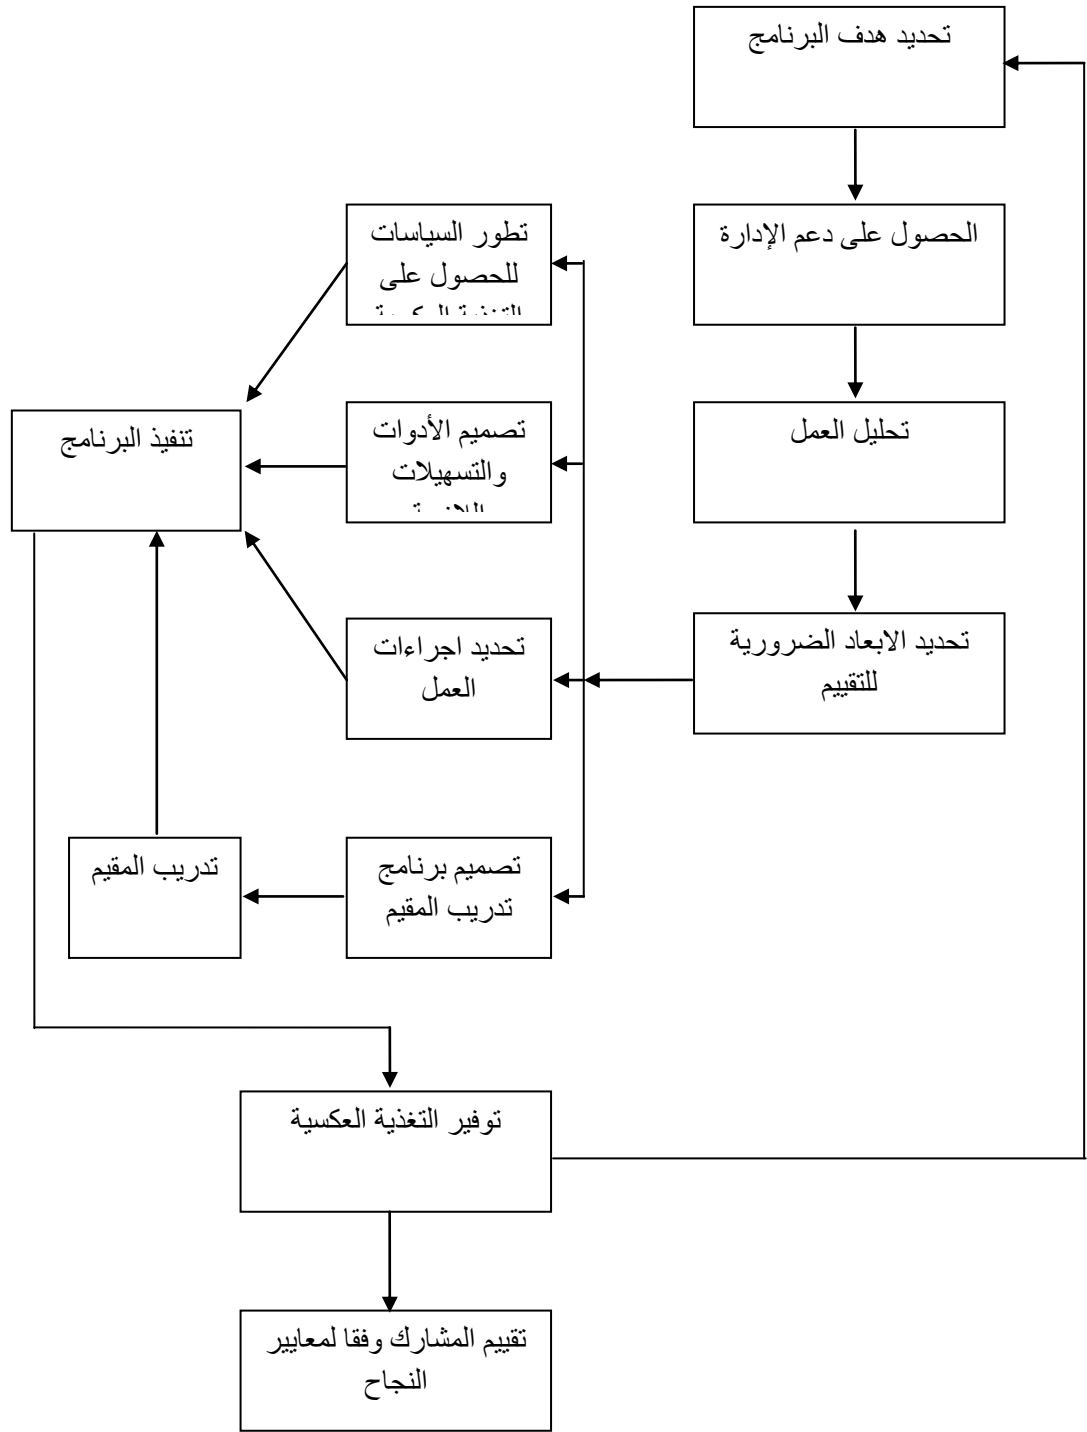 تحديد هدف البرنامج
الحصول على دعم الإدارة
تحليل العمل
تحديد الابعاد الضرورية
للتقييم
تطور السياسات
للحصول على
تصميم الأدوات
والتسهيلات
تحديد اجراءات
العمل
تصميم برنامج
تدريب المقيم
تدريب المقيم
تنفيذ البرنامج
توفير التغذية العكسية
تقييم المشارك وفقا لمعايير
النجاح